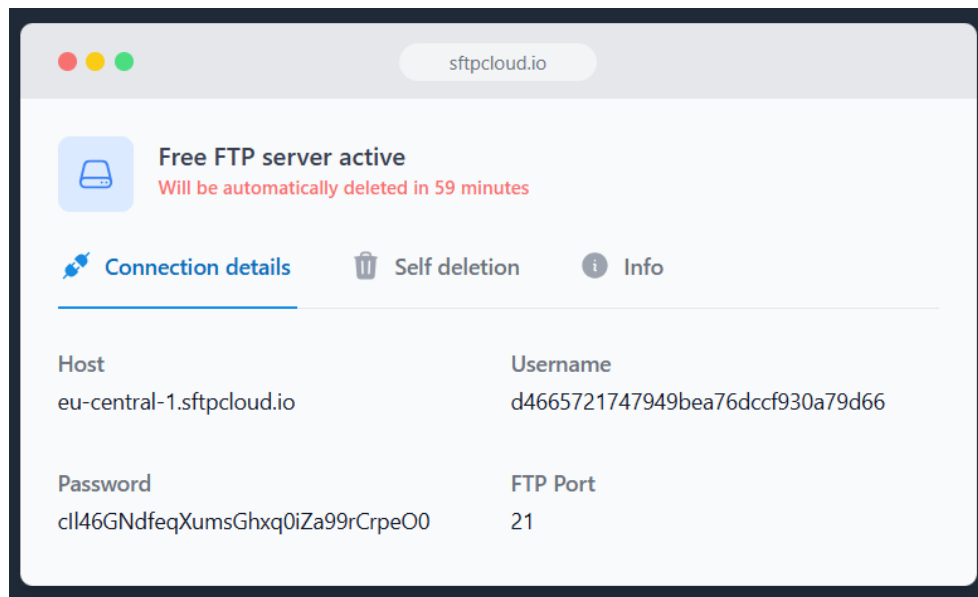 sftpcloud.io
Free FTP server active
Will be automatically deleted in 59 minutes
Connection details Self deletion Info
Host Username
eu-central-1.sftpcloud.io d4665721747949bea76dccf930a79d66
Password FTP Port
cIl46GNdfeqXumsGhxq0iZa99rCrpeO0 21